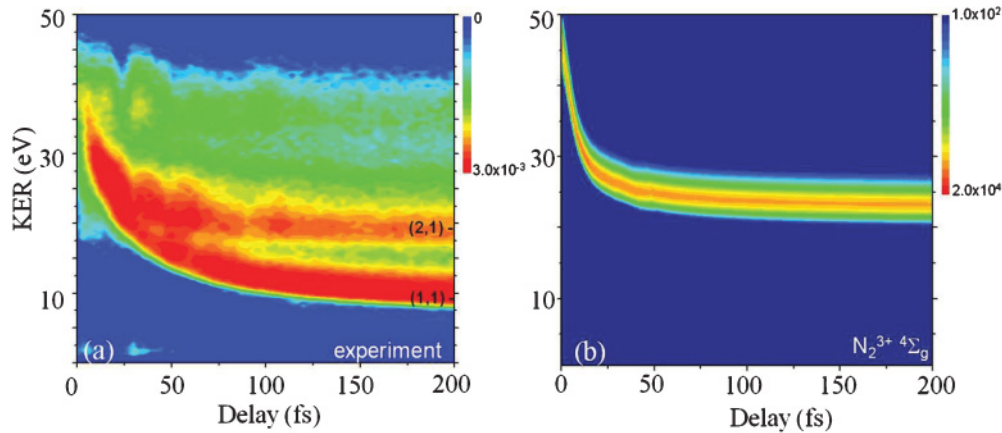 50
30
10
KER (eV)
0
3.0x10⁻³
(2,1)
(1,1)
(a)
experiment
0 50 100 150 200
Delay (fs)
50
30
10
1.0x10²
2.0x10⁴
(b)
N₂³⁺ ⁴Σg
0 50 100 150 200
Delay (fs)